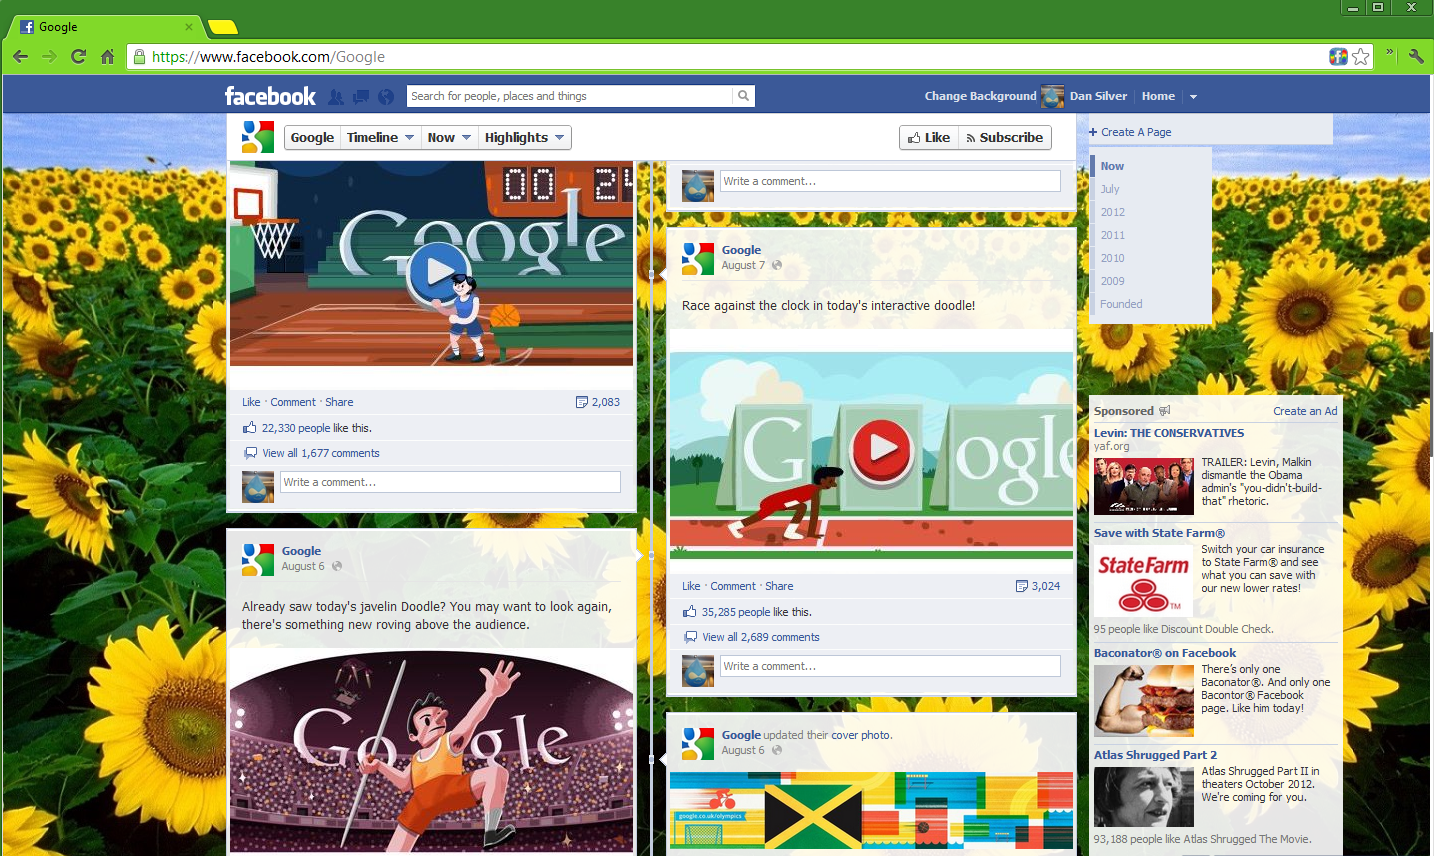 Google
https://www.facebook.com/Google
facebook
Search for people, places and things
Change Background
Dan Silver
Home
Google
Timeline
Now
Highlights
Like
Subscribe
Create A Page
Now
July
2012
2011
2010
2009
Founded
00 24
Google
Like · Comment · Share
2,083
22,330 people like this.
View all 1,677 comments
Write a comment...
Google
August 6
Already saw today's javelin Doodle? You may want to look again,
there's something new roving above the audience.
Google
Write a comment...
Google
August 7
Race against the clock in today's interactive doodle!
G ogle
Like · Comment · Share
3,024
35,285 people like this.
View all 2,689 comments
Write a comment...
Google updated their cover photo.
August 6
google.co.uk/olympics
Sponsored
Create an Ad
Levin: THE CONSERVATIVES
yaf.org
TRAILER: Levin, Malkin
dismantle the Obama
admin's "you-didn't-build-
that" rhetoric.
Save with State Farm®
StateFarm
TM
Switch your car insurance
to State Farm® and see
what you can save with
our new lower rates!
95 people like Discount Double Check.
Baconator® on Facebook
There's only one
Baconator®. And only one
Bacontor® Facebook
page. Like him today!
Atlas Shrugged Part 2
Atlas Shrugged Part II in
theaters October 2012.
We're coming for you.
93,188 people like Atlas Shrugged The Movie.